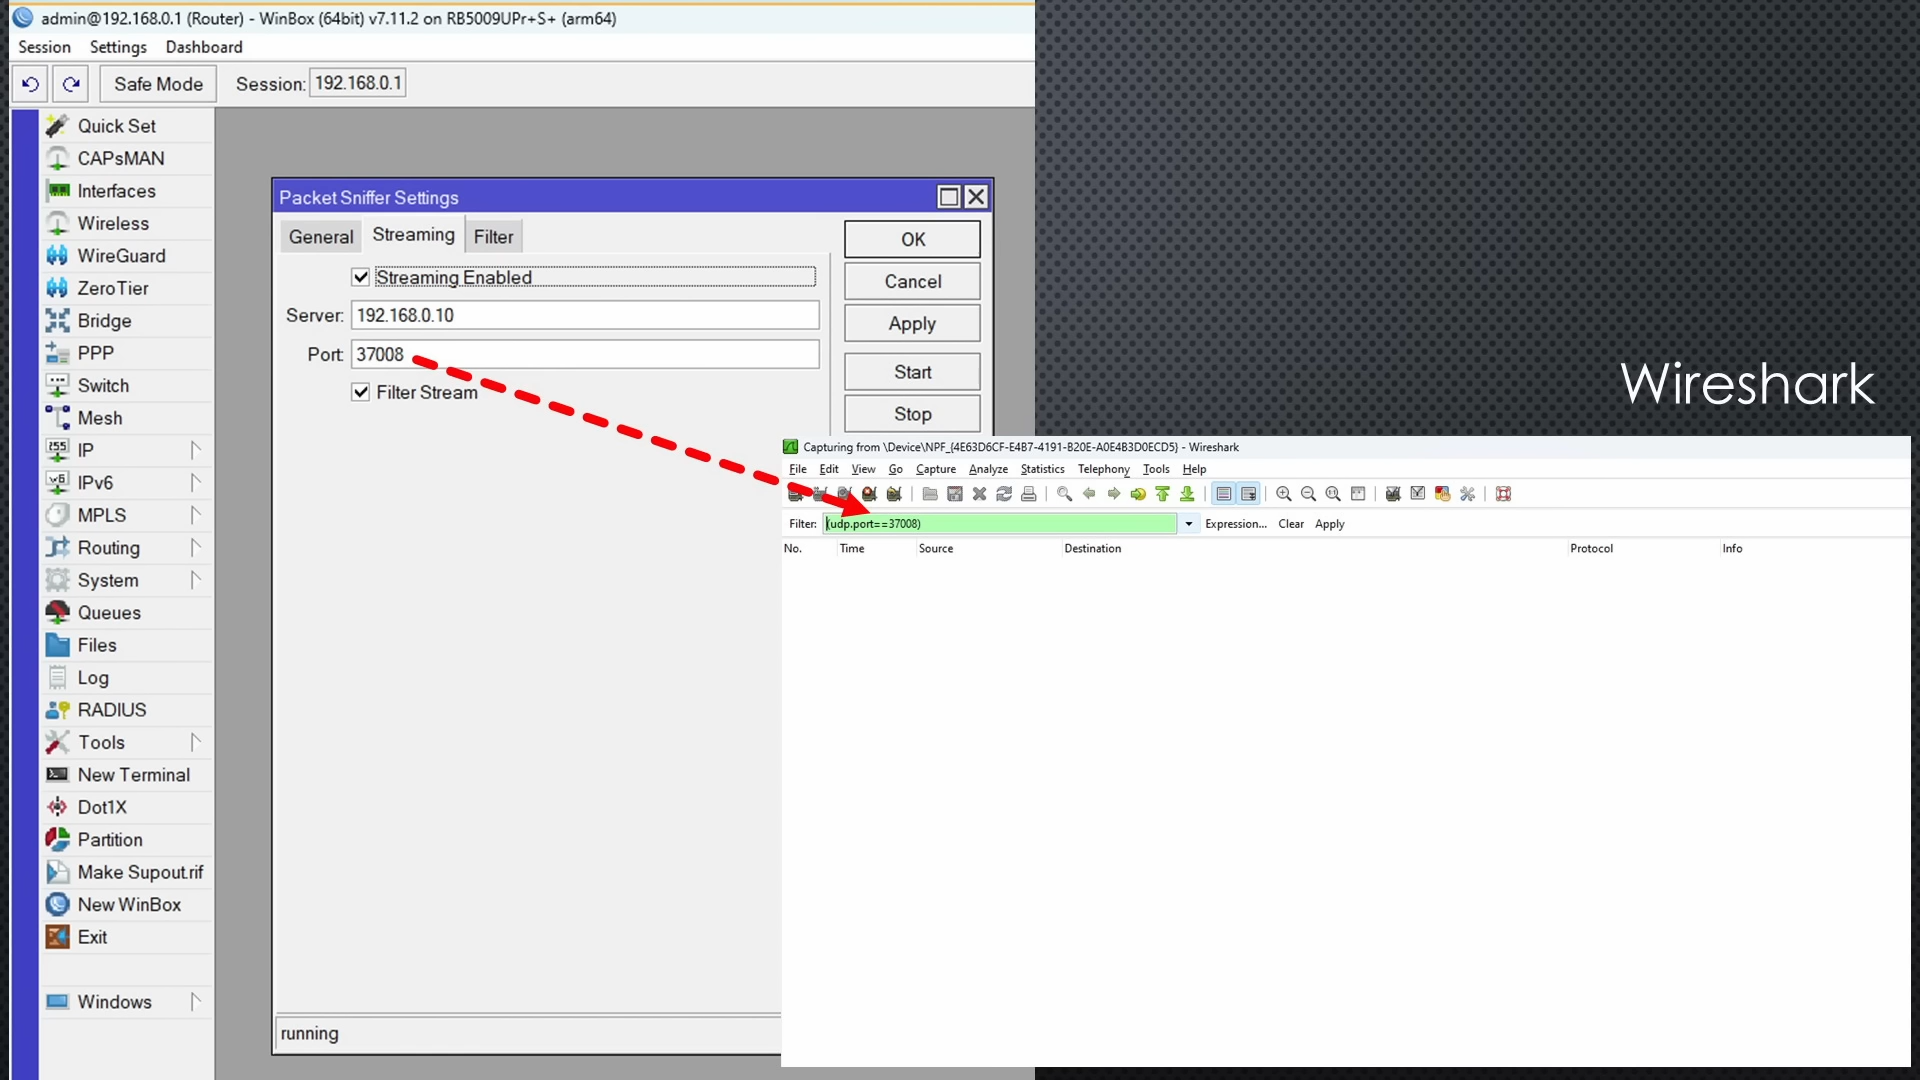 admin@192.168.0.1 (Router) - WinBox (64bit) v7.11.2 on RB5009UPr+S+ (arm64)
Session Settings Dashboard
Safe Mode Session: 192.168.0.1
Quick Set
CAPsMAN
Interfaces
Wireless
WireGuard
ZeroTier
Bridge
PPP
Switch
Mesh
IP
IPv6
MPLS
Routing
System
Queues
Files
Log
RADIUS
Tools
New Terminal
Dot1X
Partition
Make Supout.rif
New WinBox
Exit
Windows
Packet Sniffer Settings
General Streaming Filter
Streaming Enabled
Server: 192.168.0.10
Port: 37008
Filter Stream
OK
Cancel
Apply
Start
Stop
running
Wireshark
Capturing from \Device\NPF_{4E63D6CF-E4B7-4191-B20E-A0E4B3D0ECD5} - Wireshark
File Edit View Go Capture Analyze Statistics Telephony Tools Help
Filter: (udp.port==37008) Expression... Clear Apply
No. Time Source Destination Protocol Info